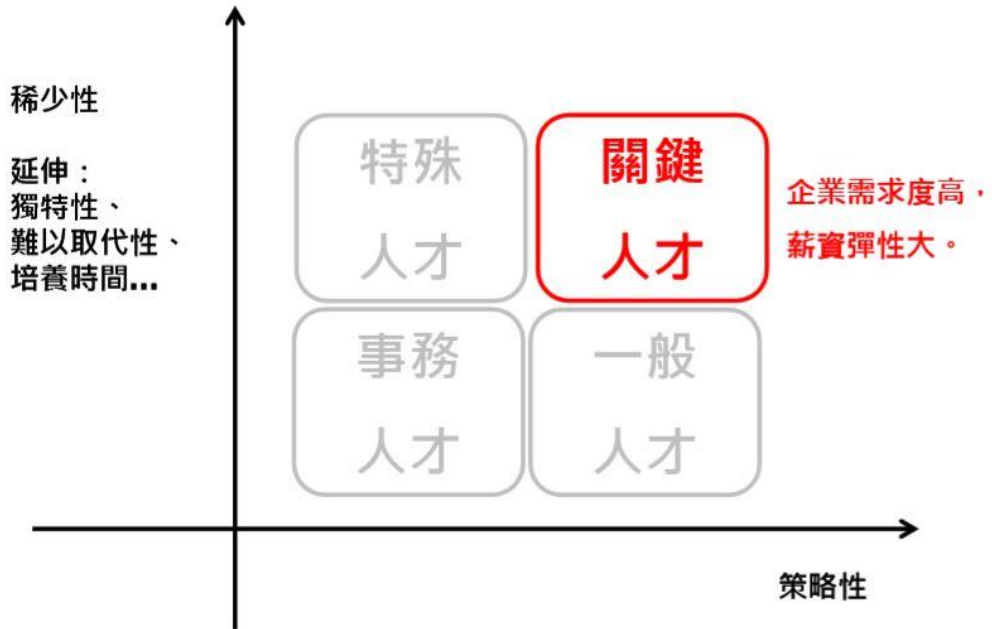 稀少性
延伸：
獨特性、
難以取代性、
培養時間...
特殊
人才
關鍵
人才
企業需求度高，
薪資彈性大。
事務
人才
一般
人才
策略性